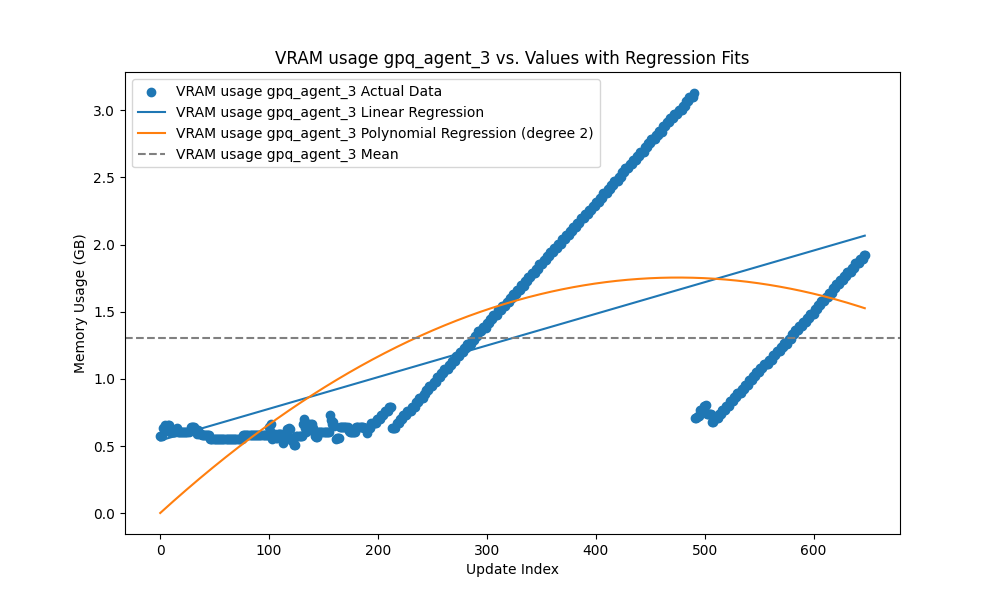 VRAM usage gpq_agent_3 vs. Values with Regression Fits
VRAM usage gpq_agent_3 Actual Data
VRAM usage gpq_agent_3 Linear Regression
VRAM usage gpq_agent_3 Polynomial Regression (degree 2)
VRAM usage gpq_agent_3 Mean
Memory Usage (GB)
3.0
2.5
2.0
1.5
1.0
0.5
0.0
0 100 200 300 400 500 600
Update Index